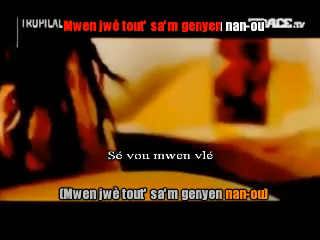 TROPICAL
Mwen jwè tout' sa'm genyen nan-ou
TRACE.TV
Sé vou mwen vlé
(Mwen jwè tout' sa'm genyen nan-ou)